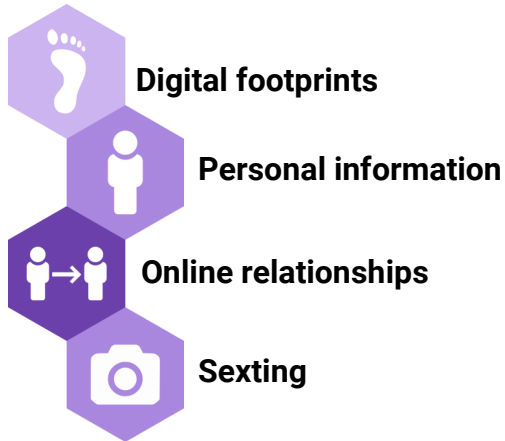 Digital footprints
Personal information
Online relationships
Sexting